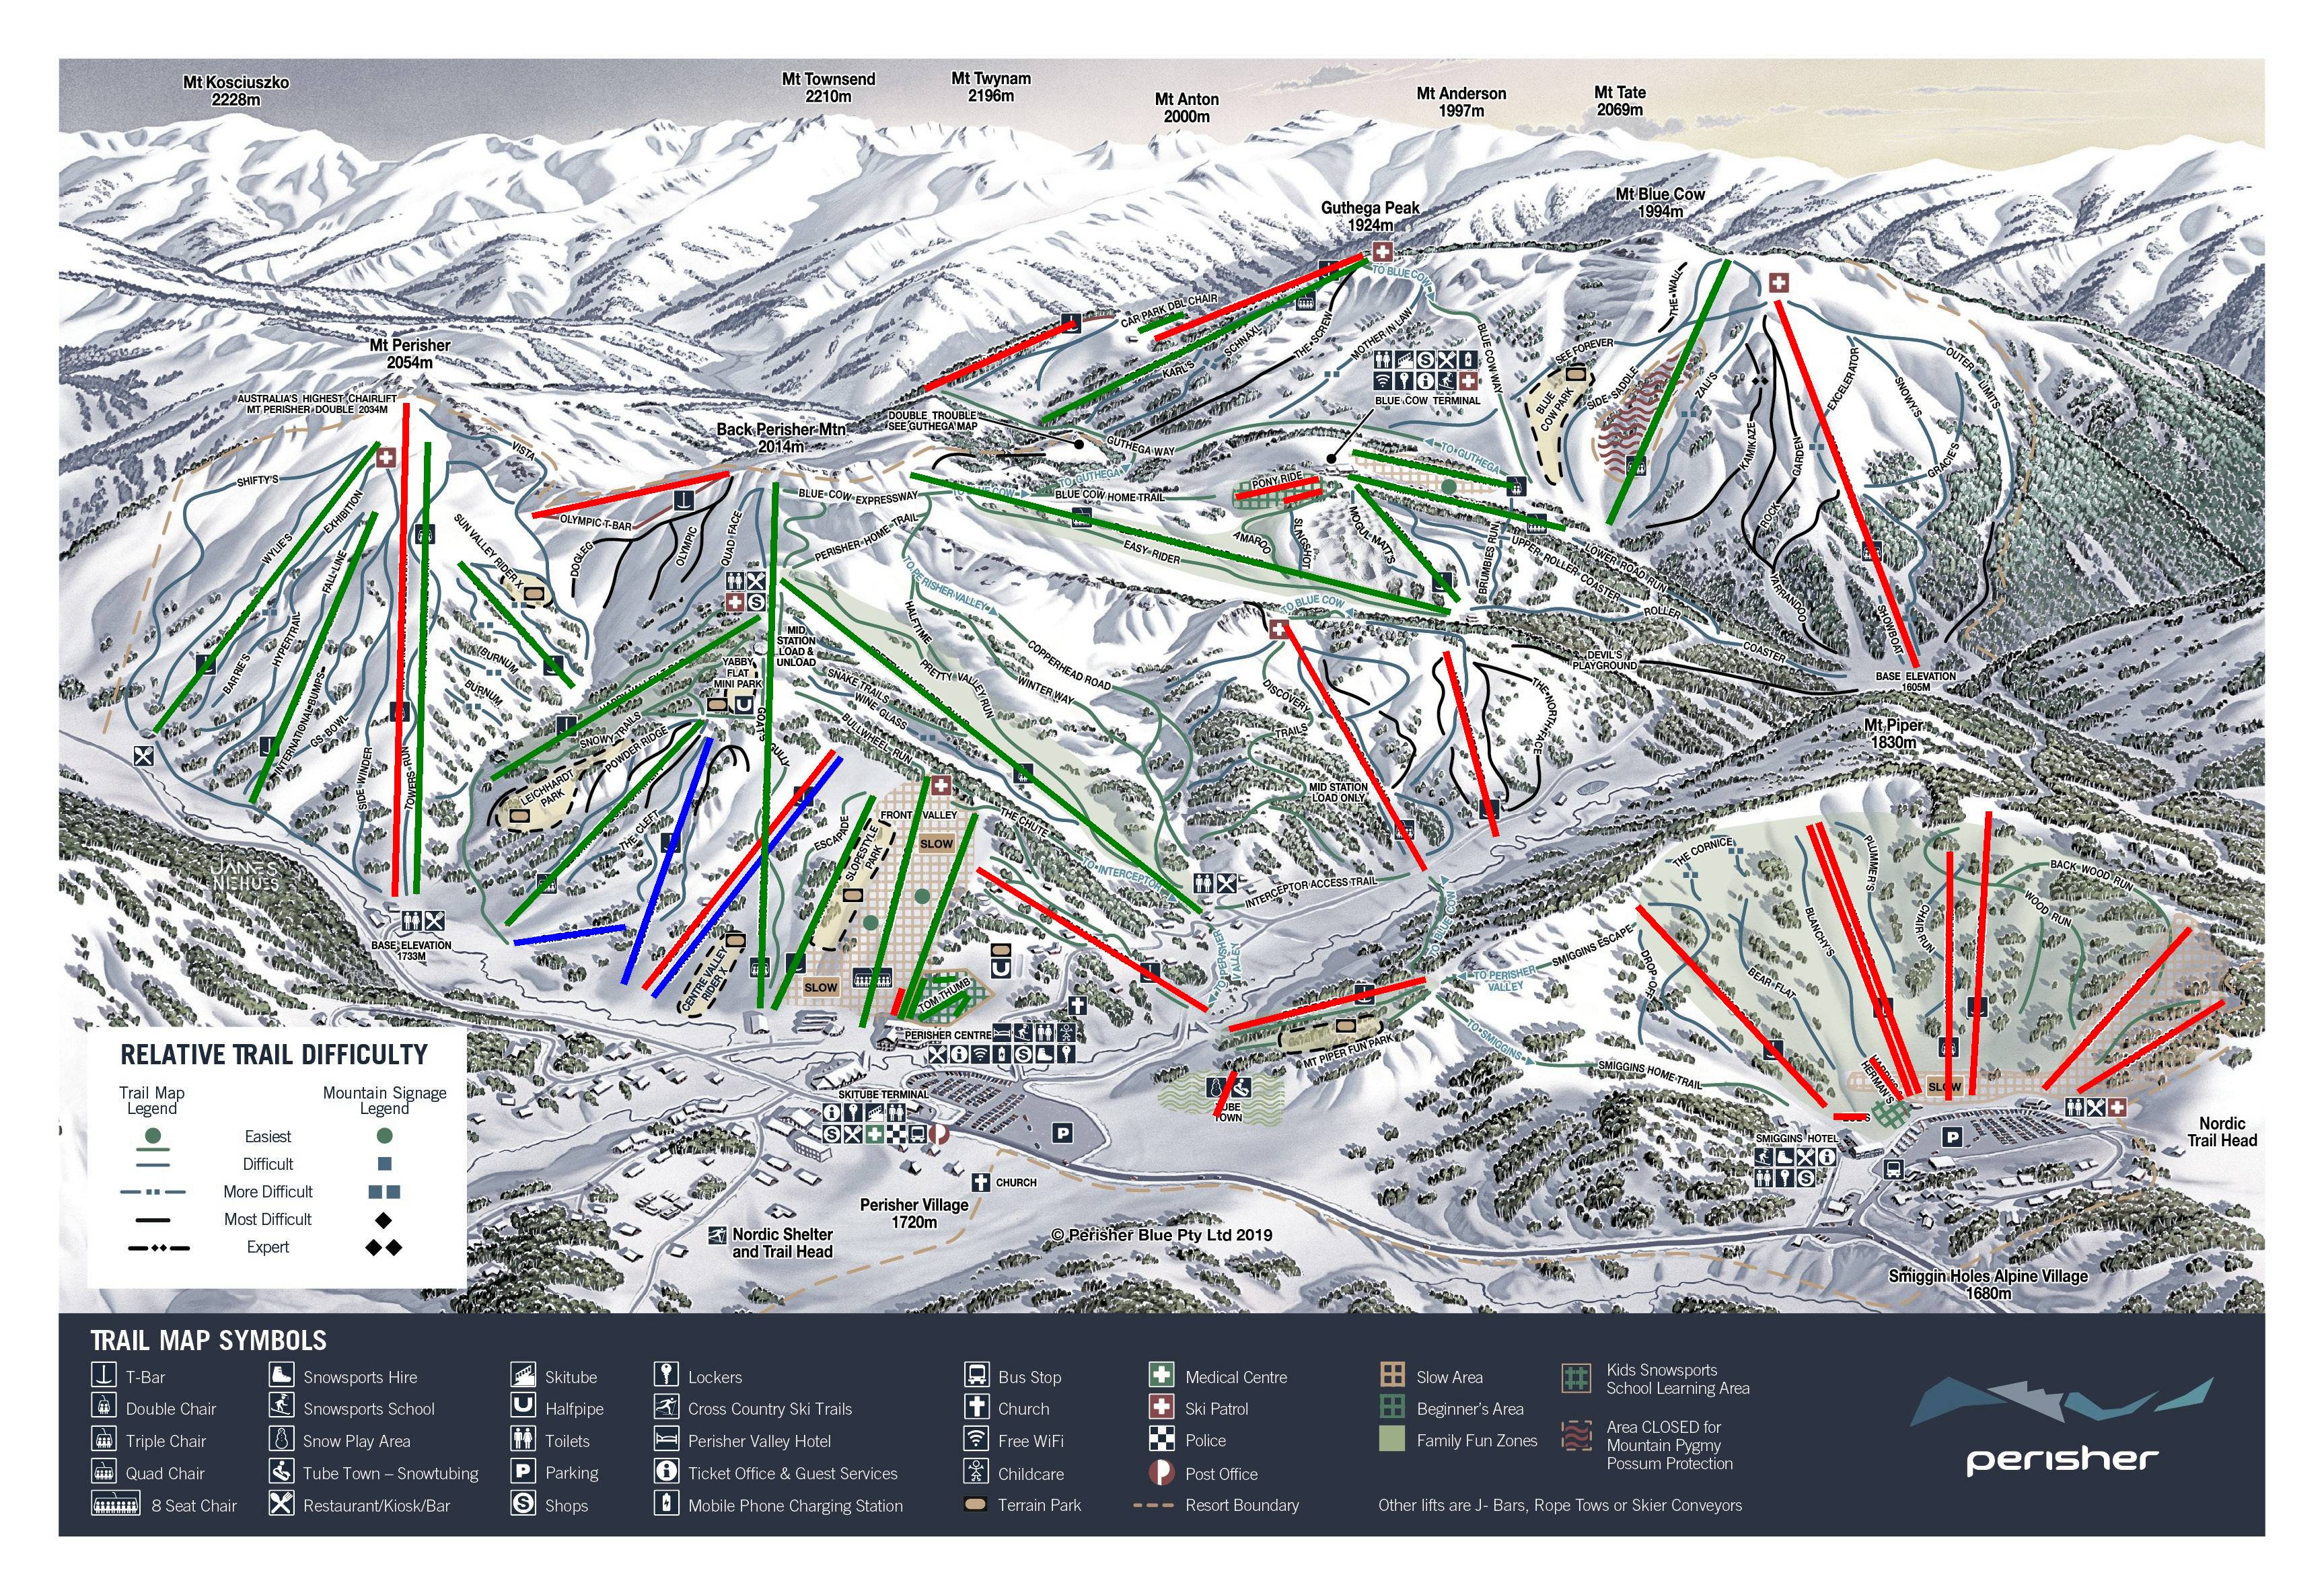 Mt Kosciuszko
2228m
Mt Townsend
2210m
Mt Twynam
2196m
Mt Anton
2000m
Mt Anderson
1997m
Mt Tate
2069m
Guthega Peak
1924m
Mt Blue Cow
1994m
TO BLUE COW
THE WALL
CAR PARK DBL CHAIR
SCHNAXL
THE SCREW
KARL'S
MOTHER IN LAW
BLUE COW WAY
SEE FOREVER
BLUE
COW PARK
SIDE SADDLE
ZALI'S
KAMIKAZE
GARDEN
ROCK
EXCELERATOR
SNOWY'S
OUTER LIMITS
GRACIE'S
YARRANDOO
SHOWBOAT
BASE ELEVATION
1605M
Mt Perisher
2054m
AUSTRALIA'S HIGHEST CHAIRLIFT
MT PERISHER DOUBLE 2034M
Back Perisher Mtn
2014m
DOUBLE TROUBLE
SEE GUTHEGA MAP
BLUE COW TERMINAL
GUTHEGA WAY
TO GUTHEGA
TO GUTHEGA
TO BLUE COW
BLUE COW EXPRESSWAY
BLUE COW HOME TRAIL
PERISHER HOME TRAIL
PONY RIDE
EASY RIDER
AMAROO
SLINGSHOT
MOGUL MATT'S
BRUMBIES RUN
UPPER ROLLER COASTER
LOWER ROAD RUN
ROLLER
COASTER
SHIFTY'S
WYLIE'S
EXHIBITION
FALL LINE
VISTA
SUN VALLEY RIDER X
OLYMPIC T-BAR
DOGLEG
OLYMPIC
QUAD FACE
BARRIE'S
HYPERTRAIL
INTERNATIONAL BUMPS
GS BOWL
SIDE WINDER
TOWERS RUN
BURNUM
BURNUM
MID
STATION
LOAD &
UNLOAD
YABBY
FLAT
MINI PARK
TO PERISHER VALLEY
HALFTIME
PRETTY VALLEY RUN
COPPERHEAD ROAD
WINTER WAY
SNAKE TRAILS
WINE GLASS
BULLWHEEL RUN
TO BLUE COW
DISCOVERY
TRAILS
DEVIL'S
PLAYGROUND
THE NORTH FACE
MID STATION
LOAD ONLY
Mt Piper
1830m
SNOWY TRAILS
POWDER RIDGE
LEICHHARDT
PARK
THE CLEFT
GOAT'S
GULLY
ESCAPADE
SLOPESTYLE
PARK
FRONT VALLEY
SLOW
THE CHUTE
TO INTERCEPTOR
INTERCEPTOR ACCESS TRAIL
CENTRE VALLEY
RIDER X
SLOW
TOM THUMB
TO PERISHER
VALLEY
TO BLUE COW
TO PERISHER
VALLEY
SMIGGINS ESCAPE
MT PIPER FUN PARK
TO SMIGGINS
SMIGGINS HOME TRAIL
THE CORNICE
PLUMMER'S
BLANCHY'S
CHAIR RUN
BACK WOOD RUN
WOOD RUN
DROP-OFF
BEAR FLAT
HERMAN'S
SLOW
JAMES
NIEHUES
BASE ELEVATION
1733M
PERISHER CENTRE
SKITUBE TERMINAL
TUBE
TOWN
P
SMIGGINS HOTEL
P
Nordic
Trail Head
CHURCH
Perisher Village
1720m
Nordic Shelter
and Trail Head
© Perisher Blue Pty Ltd 2019
Smiggin Holes Alpine Village
1680m
RELATIVE TRAIL DIFFICULTY
Trail Map
Legend
Mountain Signage
Legend
Easiest
Difficult
More Difficult
Most Difficult
Expert
TRAIL MAP SYMBOLS
T-Bar
Double Chair
Triple Chair
Quad Chair
8 Seat Chair
Snowsports Hire
Snowsports School
Snow Play Area
Tube Town – Snowtubing
Restaurant/Kiosk/Bar
Skitube
Halfpipe
Toilets
Parking
Shops
Lockers
Cross Country Ski Trails
Perisher Valley Hotel
Ticket Office & Guest Services
Mobile Phone Charging Station
Bus Stop
Church
Free WiFi
Childcare
Terrain Park
Medical Centre
Ski Patrol
Police
Post Office
Resort Boundary
Slow Area
Beginner's Area
Family Fun Zones
Kids Snowsports
School Learning Area
Area CLOSED for
Mountain Pygmy
Possum Protection
Other lifts are J- Bars, Rope Tows or Skier Conveyors
perisher